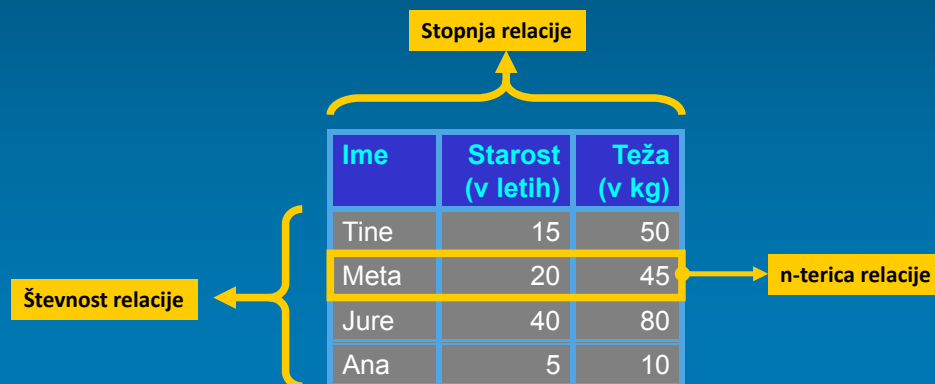 Stopnja relacije
Ime Starost (v letih) Teža (v kg)
Tine 15 50
Meta 20 45
n-terica relacije
Števnost relacije
Jure 40 80
Ana 5 10